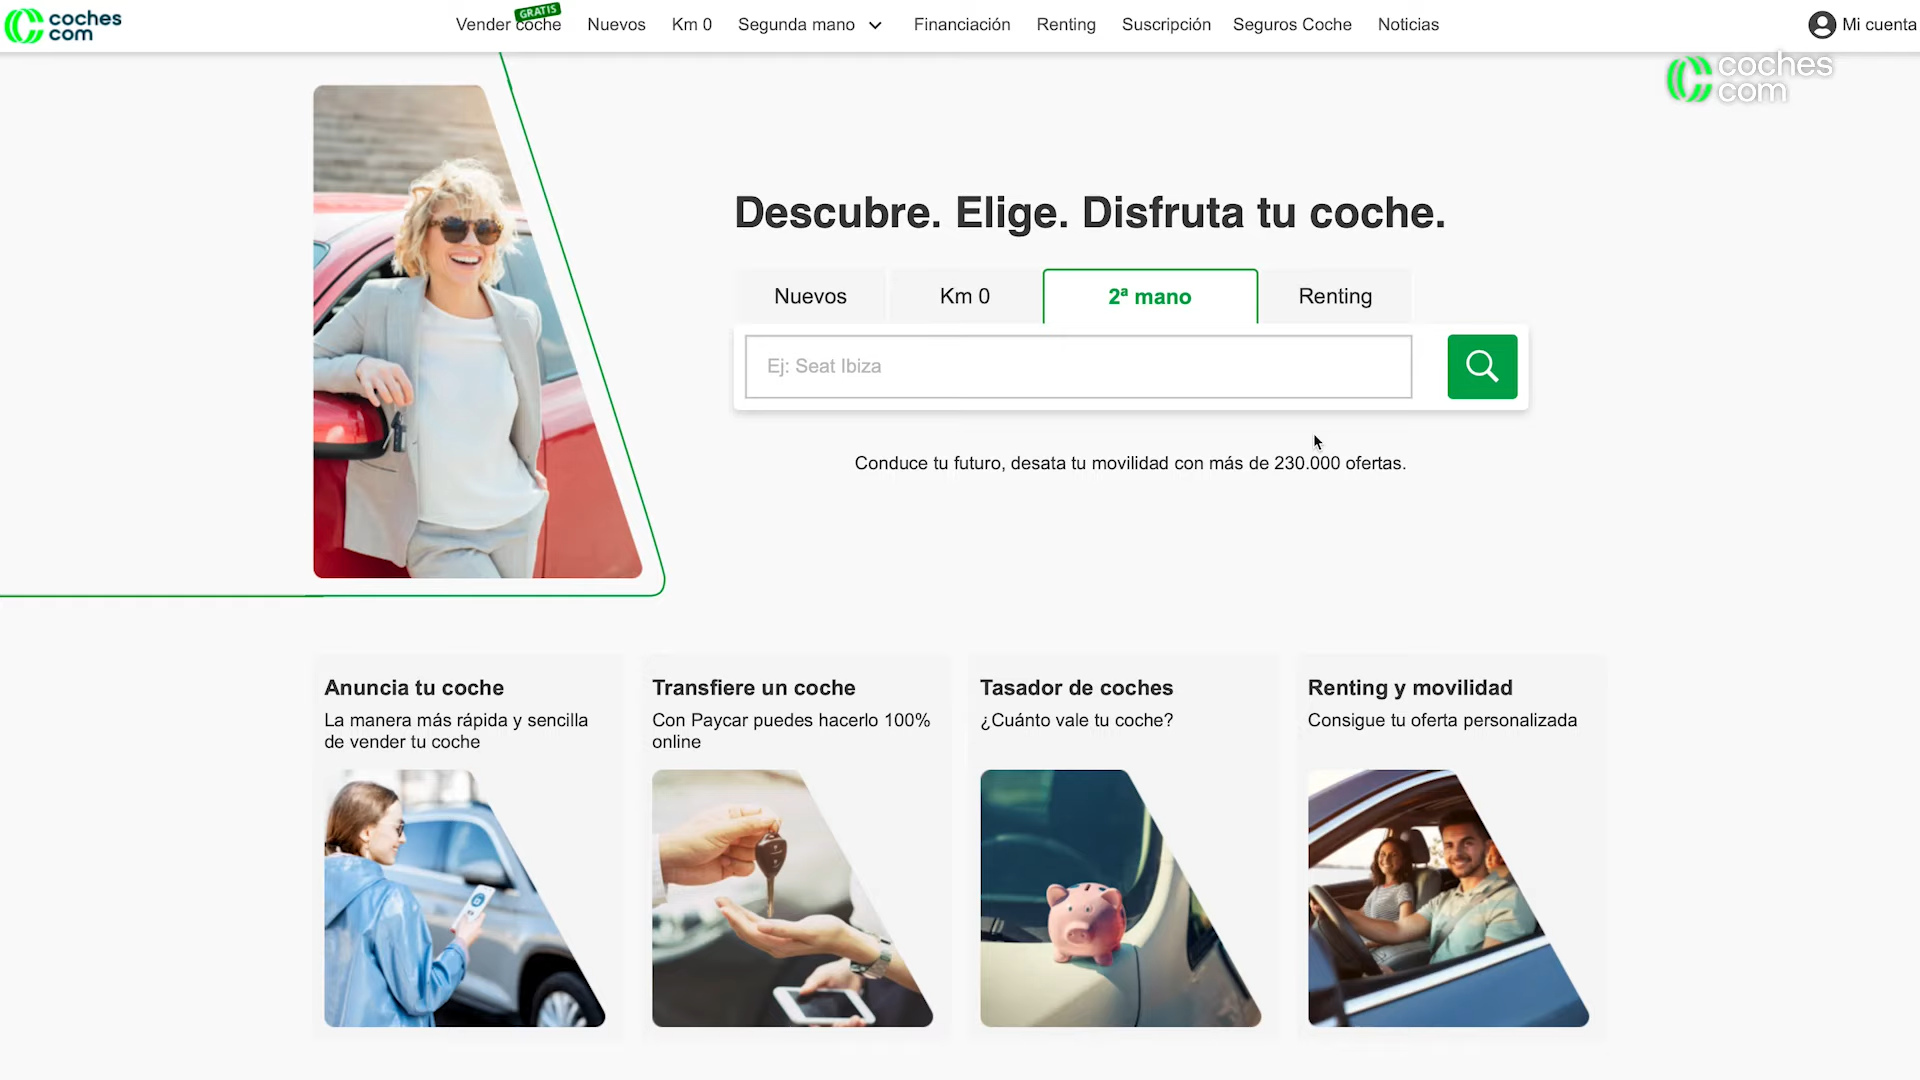 coches
com
Vender coche
GRATIS
Nuevos
Km 0
Segunda mano
Financiación
Renting
Suscripción
Seguros Coche
Noticias
Mi cuenta
coches
com
Descubre. Elige. Disfruta tu coche.
Nuevos
Km 0
2ª mano
Renting
Ej: Seat Ibiza
Conduce tu futuro, desata tu movilidad con más de 230.000 ofertas.
Anuncia tu coche
La manera más rápida y sencilla
de vender tu coche
Transfiere un coche
Con Paycar puedes hacerlo 100%
online
Tasador de coches
¿Cuánto vale tu coche?
Renting y movilidad
Consigue tu oferta personalizada